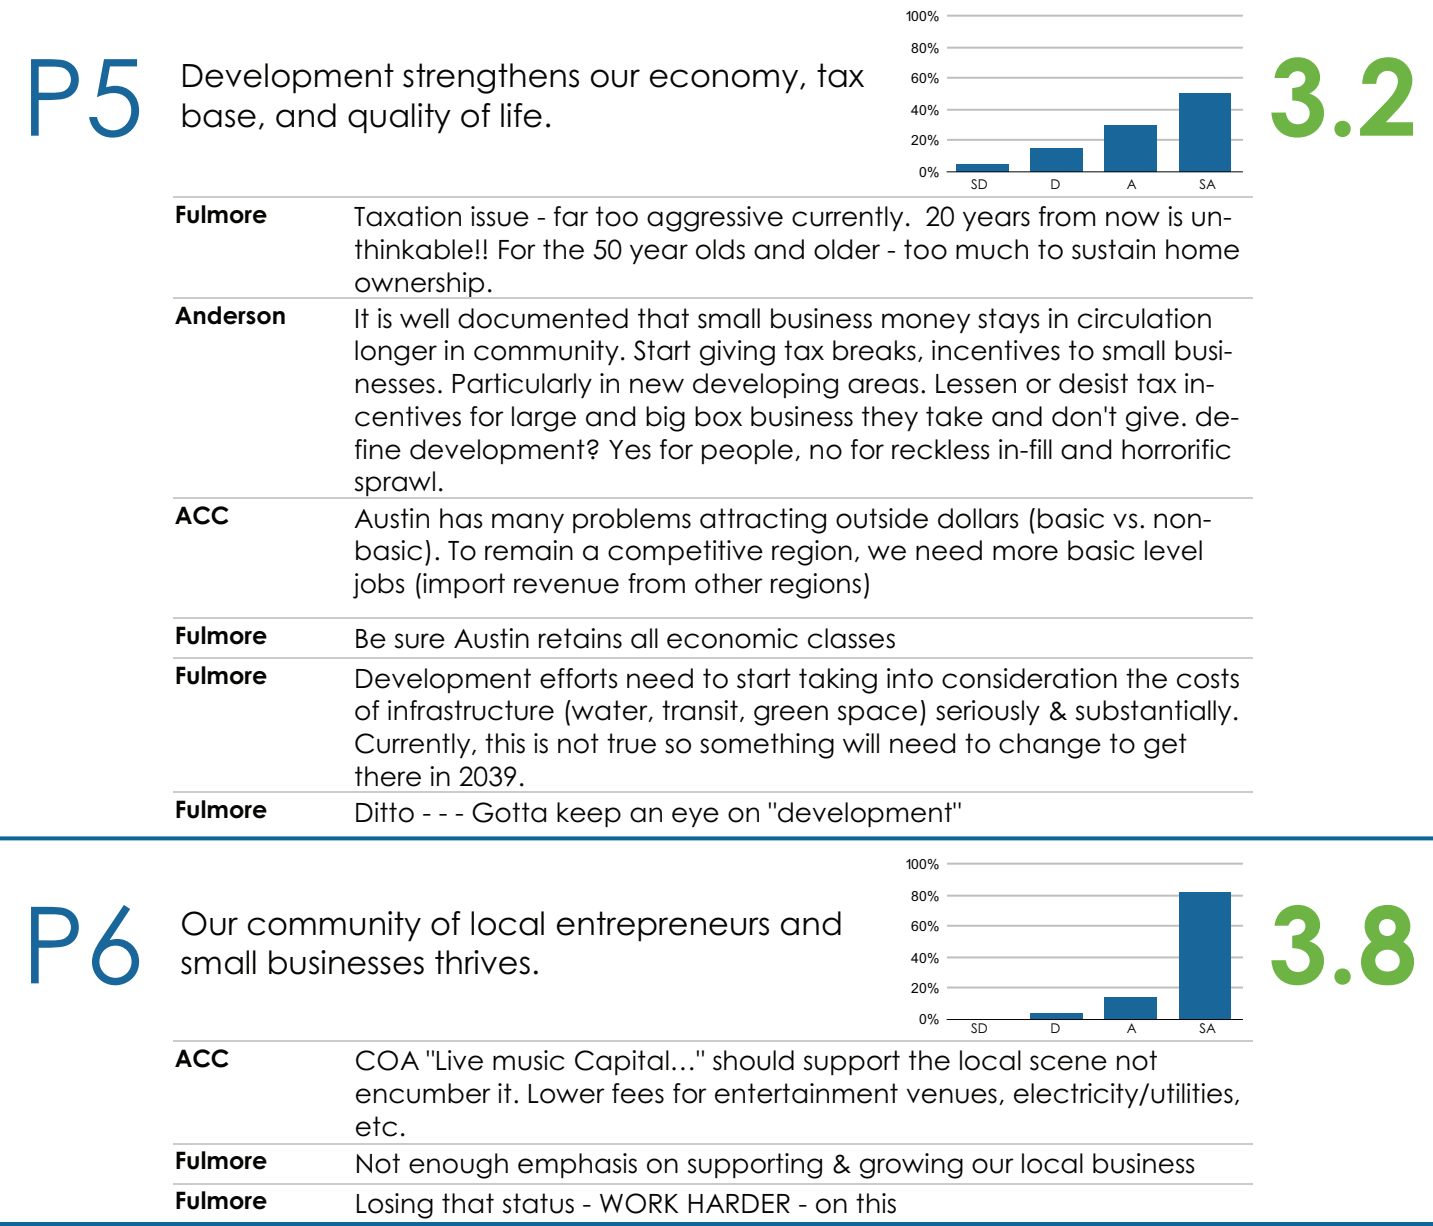 P5
Development strengthens our economy, tax
base, and quality of life.
100%
80%
60%
40%
20%
0%
SD D A SA
3.2
Fulmore Taxation issue - far too aggressive currently.  20 years from now is un-
thinkable!! For the 50 year olds and older - too much to sustain home
ownership.
Anderson It is well documented that small business money stays in circulation
longer in community. Start giving tax breaks, incentives to small busi-
nesses. Particularly in new developing areas. Lessen or desist tax in-
centives for large and big box business they take and don't give. de-
fine development? Yes for people, no for reckless in-fill and horrorific
sprawl.
ACC Austin has many problems attracting outside dollars (basic vs. non-
basic). To remain a competitive region, we need more basic level
jobs (import revenue from other regions)
Fulmore Be sure Austin retains all economic classes
Fulmore Development efforts need to start taking into consideration the costs
of infrastructure (water, transit, green space) seriously & substantially.
Currently, this is not true so something will need to change to get
there in 2039.
Fulmore Ditto - - - Gotta keep an eye on "development"
P6
Our community of local entrepreneurs and
small businesses thrives.
100%
80%
60%
40%
20%
0%
SD D A SA
3.8
ACC COA "Live music Capital…" should support the local scene not
encumber it. Lower fees for entertainment venues, electricity/utilities,
etc.
Fulmore Not enough emphasis on supporting & growing our local business
Fulmore Losing that status - WORK HARDER - on this